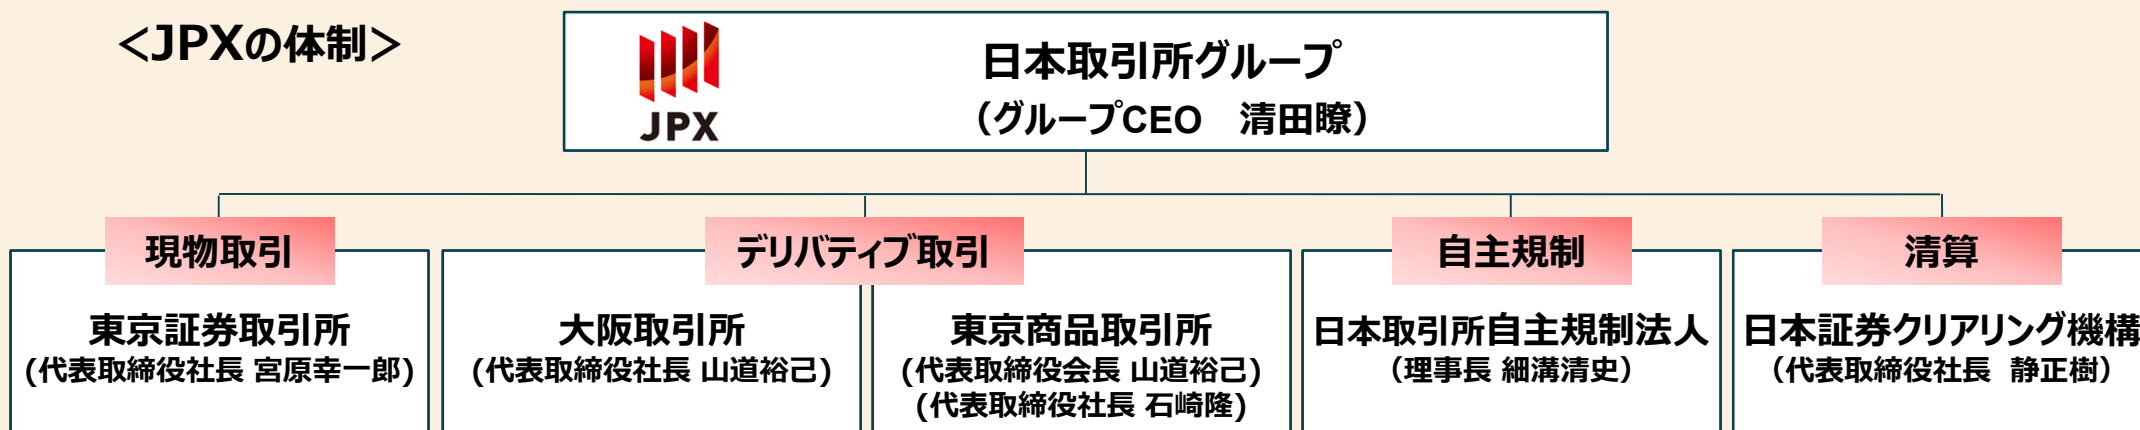 ＜JPXの体制＞
JPX
日本取引所グループ
（グループCEO　清田瞭）
現物取引
東京証券取引所
(代表取締役社長 宮原幸一郎)
デリバティブ取引
大阪取引所
(代表取締役社長 山道裕己)
東京商品取引所
(代表取締役会長 山道裕己)
(代表取締役社長 石崎隆)
自主規制
日本取引所自主規制法人
（理事長 細溝清史）
清算
日本証券クリアリング機構
（代表取締役社長 静正樹）